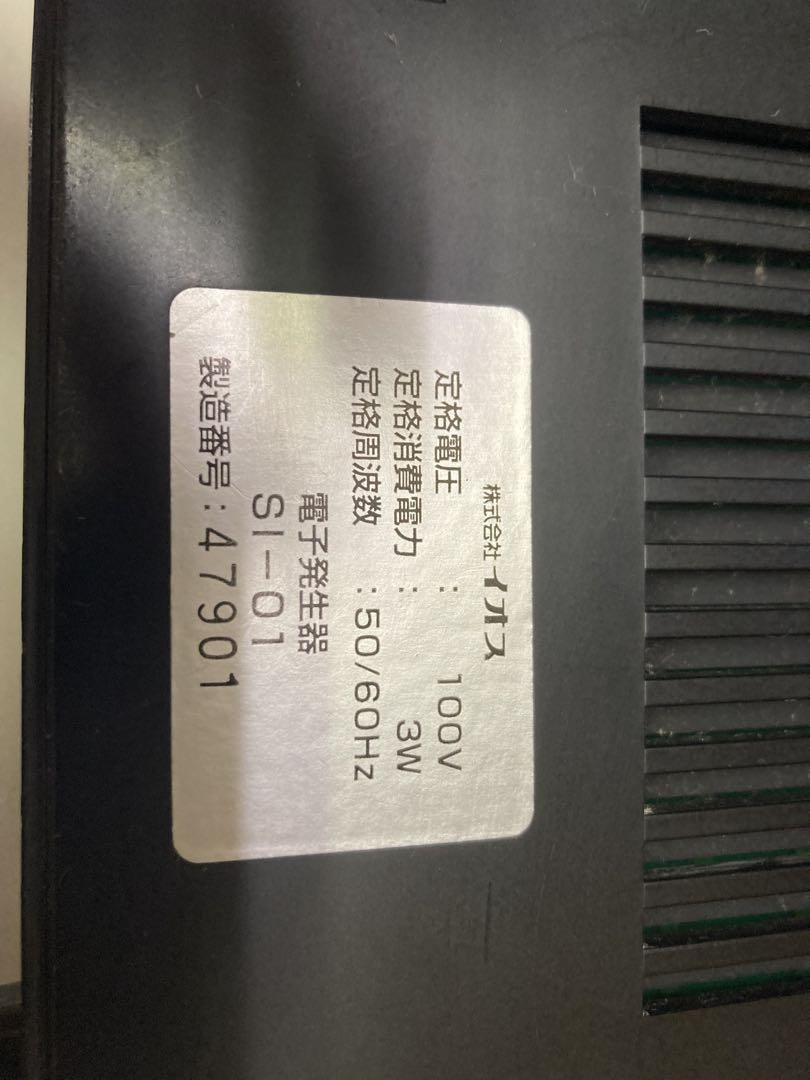 株式会社イオス
定格電圧 : 100V
定格消費電力 : 3W
定格周波数 : 50/60Hz
電子発生器
SI-01
製造番号:47901